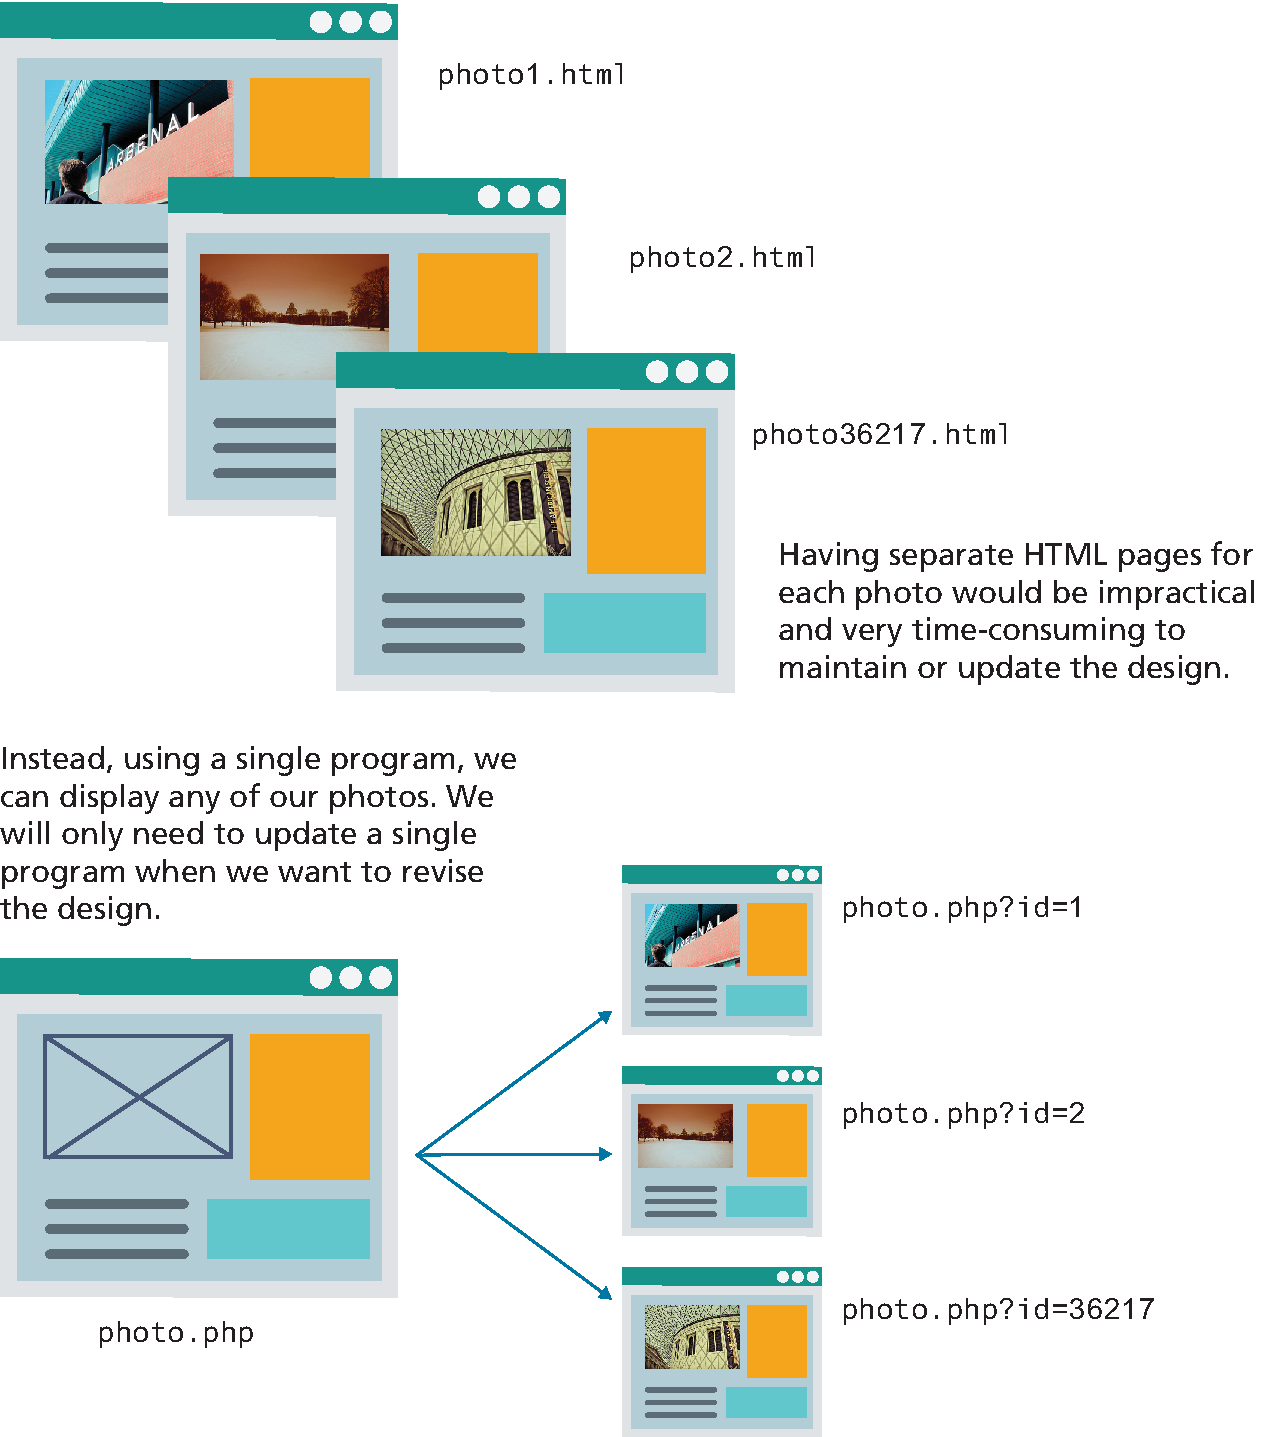 photo1.html
ARSENAL
photo2.html
photo36217.html
Having separate HTML pages for
each photo would be impractical
and very time-consuming to
maintain or update the design.
Instead, using a single program, we
can display any of our photos. We
will only need to update a single
program when we want to revise
the design.
photo.php?id=1
photo.php?id=2
photo.php?id=36217
photo.php